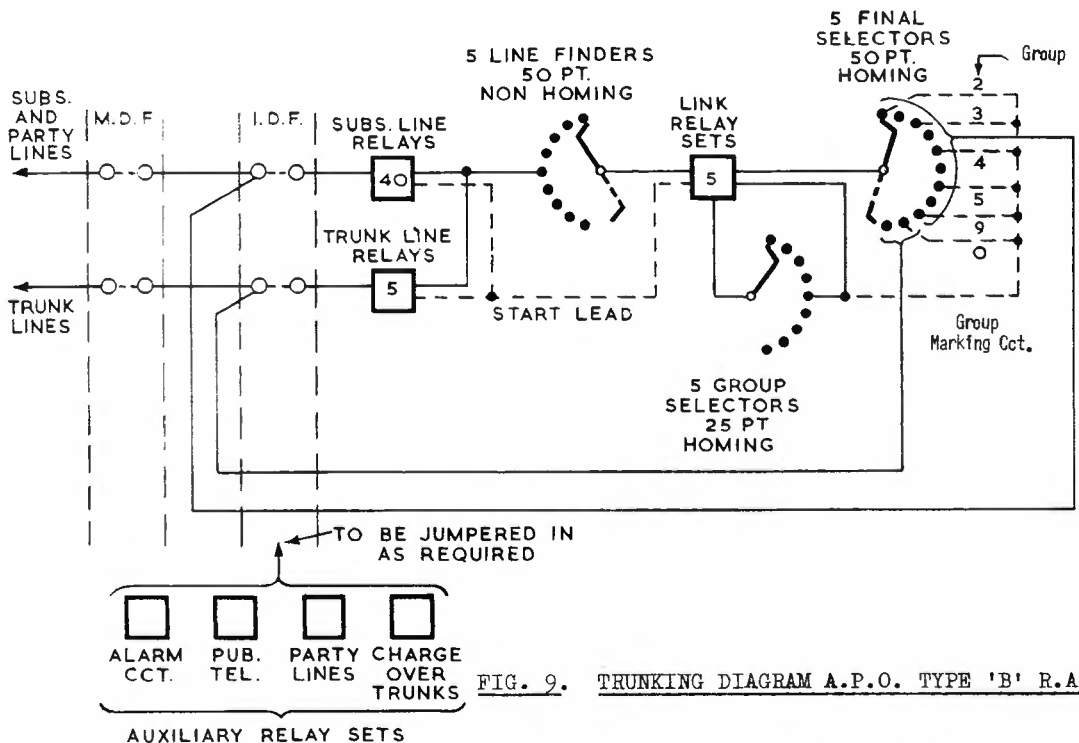 5 FINAL
SELECTORS
50 PT.
HOMING
Group
5 LINE FINDERS
50 PT.
NON HOMING
SUBS.
AND
PARTY
LINES
M.D.F
I.D.F.
SUBS. LINE
RELAYS
LINK
RELAY
SETS
2
3
4
5
9
0
40
5
TRUNK LINE
RELAYS
5
TRUNK
LINES
START LEAD
Group
Marking Cct.
5 GROUP
SELECTORS
25 PT
HOMING
TO BE JUMPERED IN
AS REQUIRED
ALARM
CCT.
PUB.
TEL.
PARTY
LINES
CHARGE
OVER
TRUNKS
FIG. 9. TRUNKING DIAGRAM A.P.O. TYPE 'B' R.A
AUXILIARY RELAY SETS